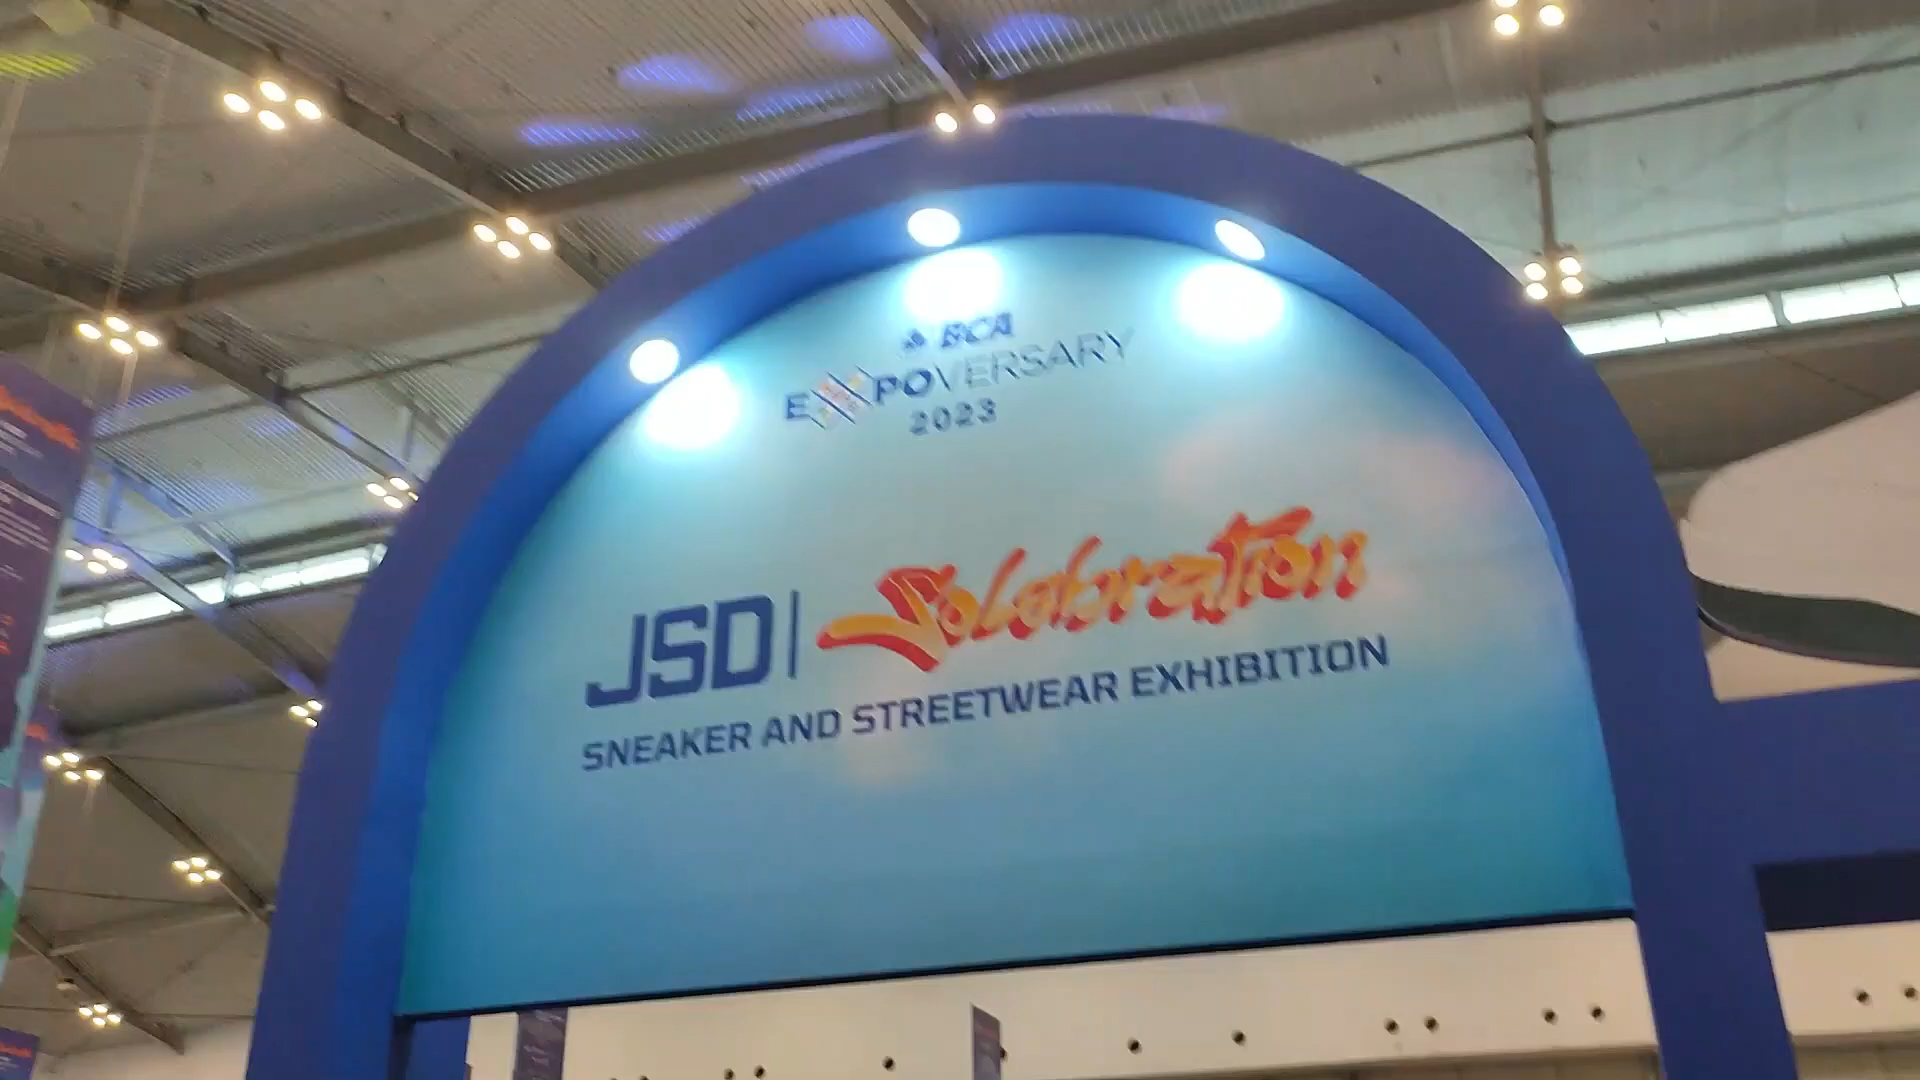 BCA
EXPOVERSARY
2023
JSD | Solebration
SNEAKER AND STREETWEAR EXHIBITION